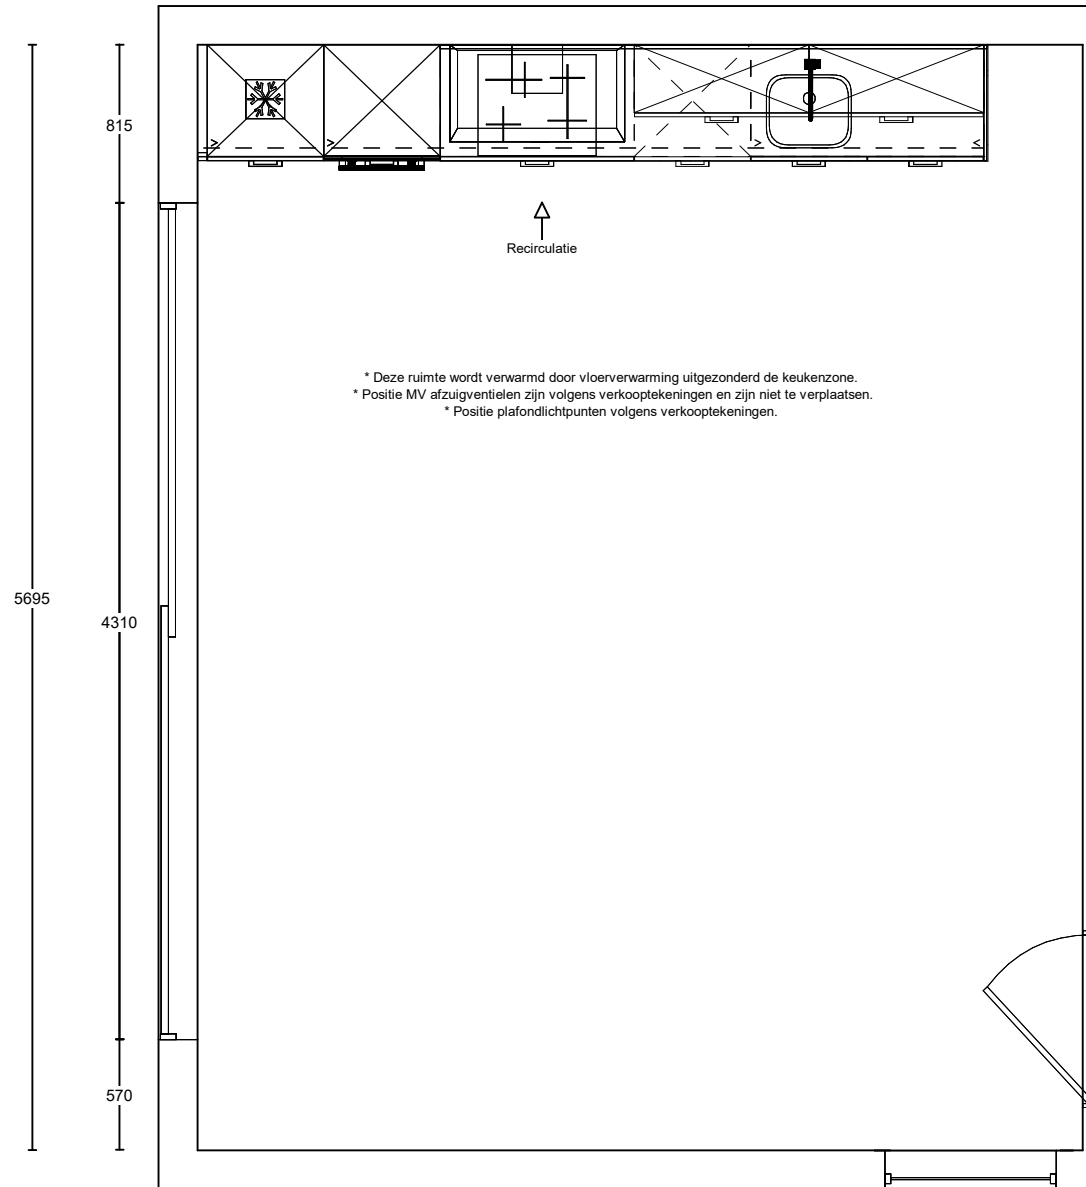 815
Recirculatie
* Deze ruimte wordt verwarmd door vloerverwarming uitgezonderd de keukenzone.
* Positie MV afzuigventielen zijn volgens verkooptekeningen en zijn niet te verplaatsen.
* Positie plafondlichtpunten volgens verkooptekeningen.
5695
4310
570